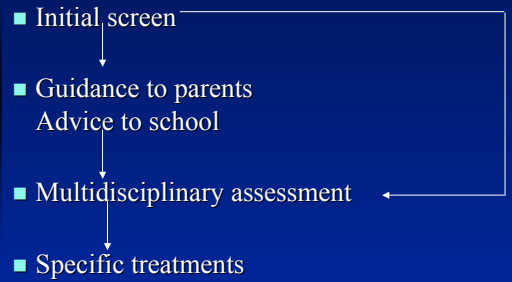 Initial screen
Guidance to parents
Advice to school
Multidisciplinary assessment
Specific treatments